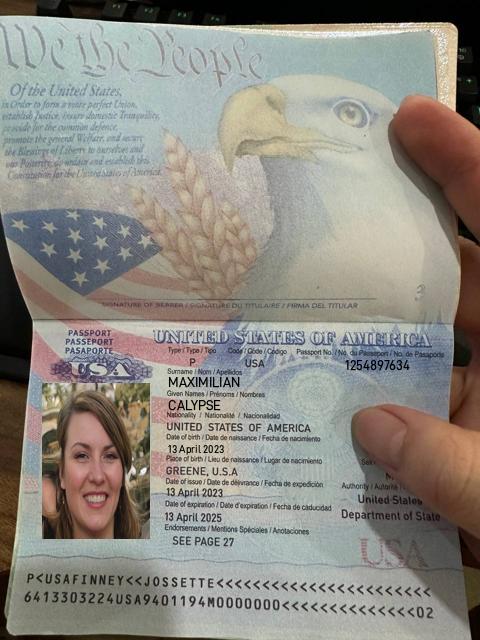 We the People
Of the United States,
in Order to form a more perfect Union,
establish Justice, insure domestic Tranquility,
provide for the common defence,
promote the general Welfare, and secure
the Blessings of Liberty to ourselves and
our Posterity, do ordain and establish this
Constitution for the United States of America.
SIGNATURE OF BEARER / SIGNATURE DU TITULAIRE / FIRMA DEL TITULAR
PASSPORT
PASSEPORT
PASAPORTE
USA
UNITED STATES OF AMERICA
Type / Type / Tipo Code / Code / Código Passport No. / No. du Passeport / No. de Pasaporte
P USA 1254897634
Surname / Nom / Apellidos
MAXIMILIAN
Given Names / Prénoms / Nombres
CALYPSE
Nationality / Nationalité / Nacionalidad
UNITED STATES OF AMERICA
Date of birth / Date de naissance / Fecha de nacimiento
13 April 2023
Place of birth / Lieu de naissance / Lugar de nacimiento
GREENE, U.S.A
Date of issue / Date de délivrance / Fecha de expedición
13 April 2023
Authority / Autorité /
United States
Department of State
Date of expiration / Date d'expiration / Fecha de caducidad
13 April 2025
Endorsements / Mentions Spéciales / Anotaciones
SEE PAGE 27
USA
P<USAFINNEY<<JOSSETTE<<<<<<<<<<<<<<<<<<<<<<<
6413303224USA9401194M0000000<<<<<<<<<<<<<<02